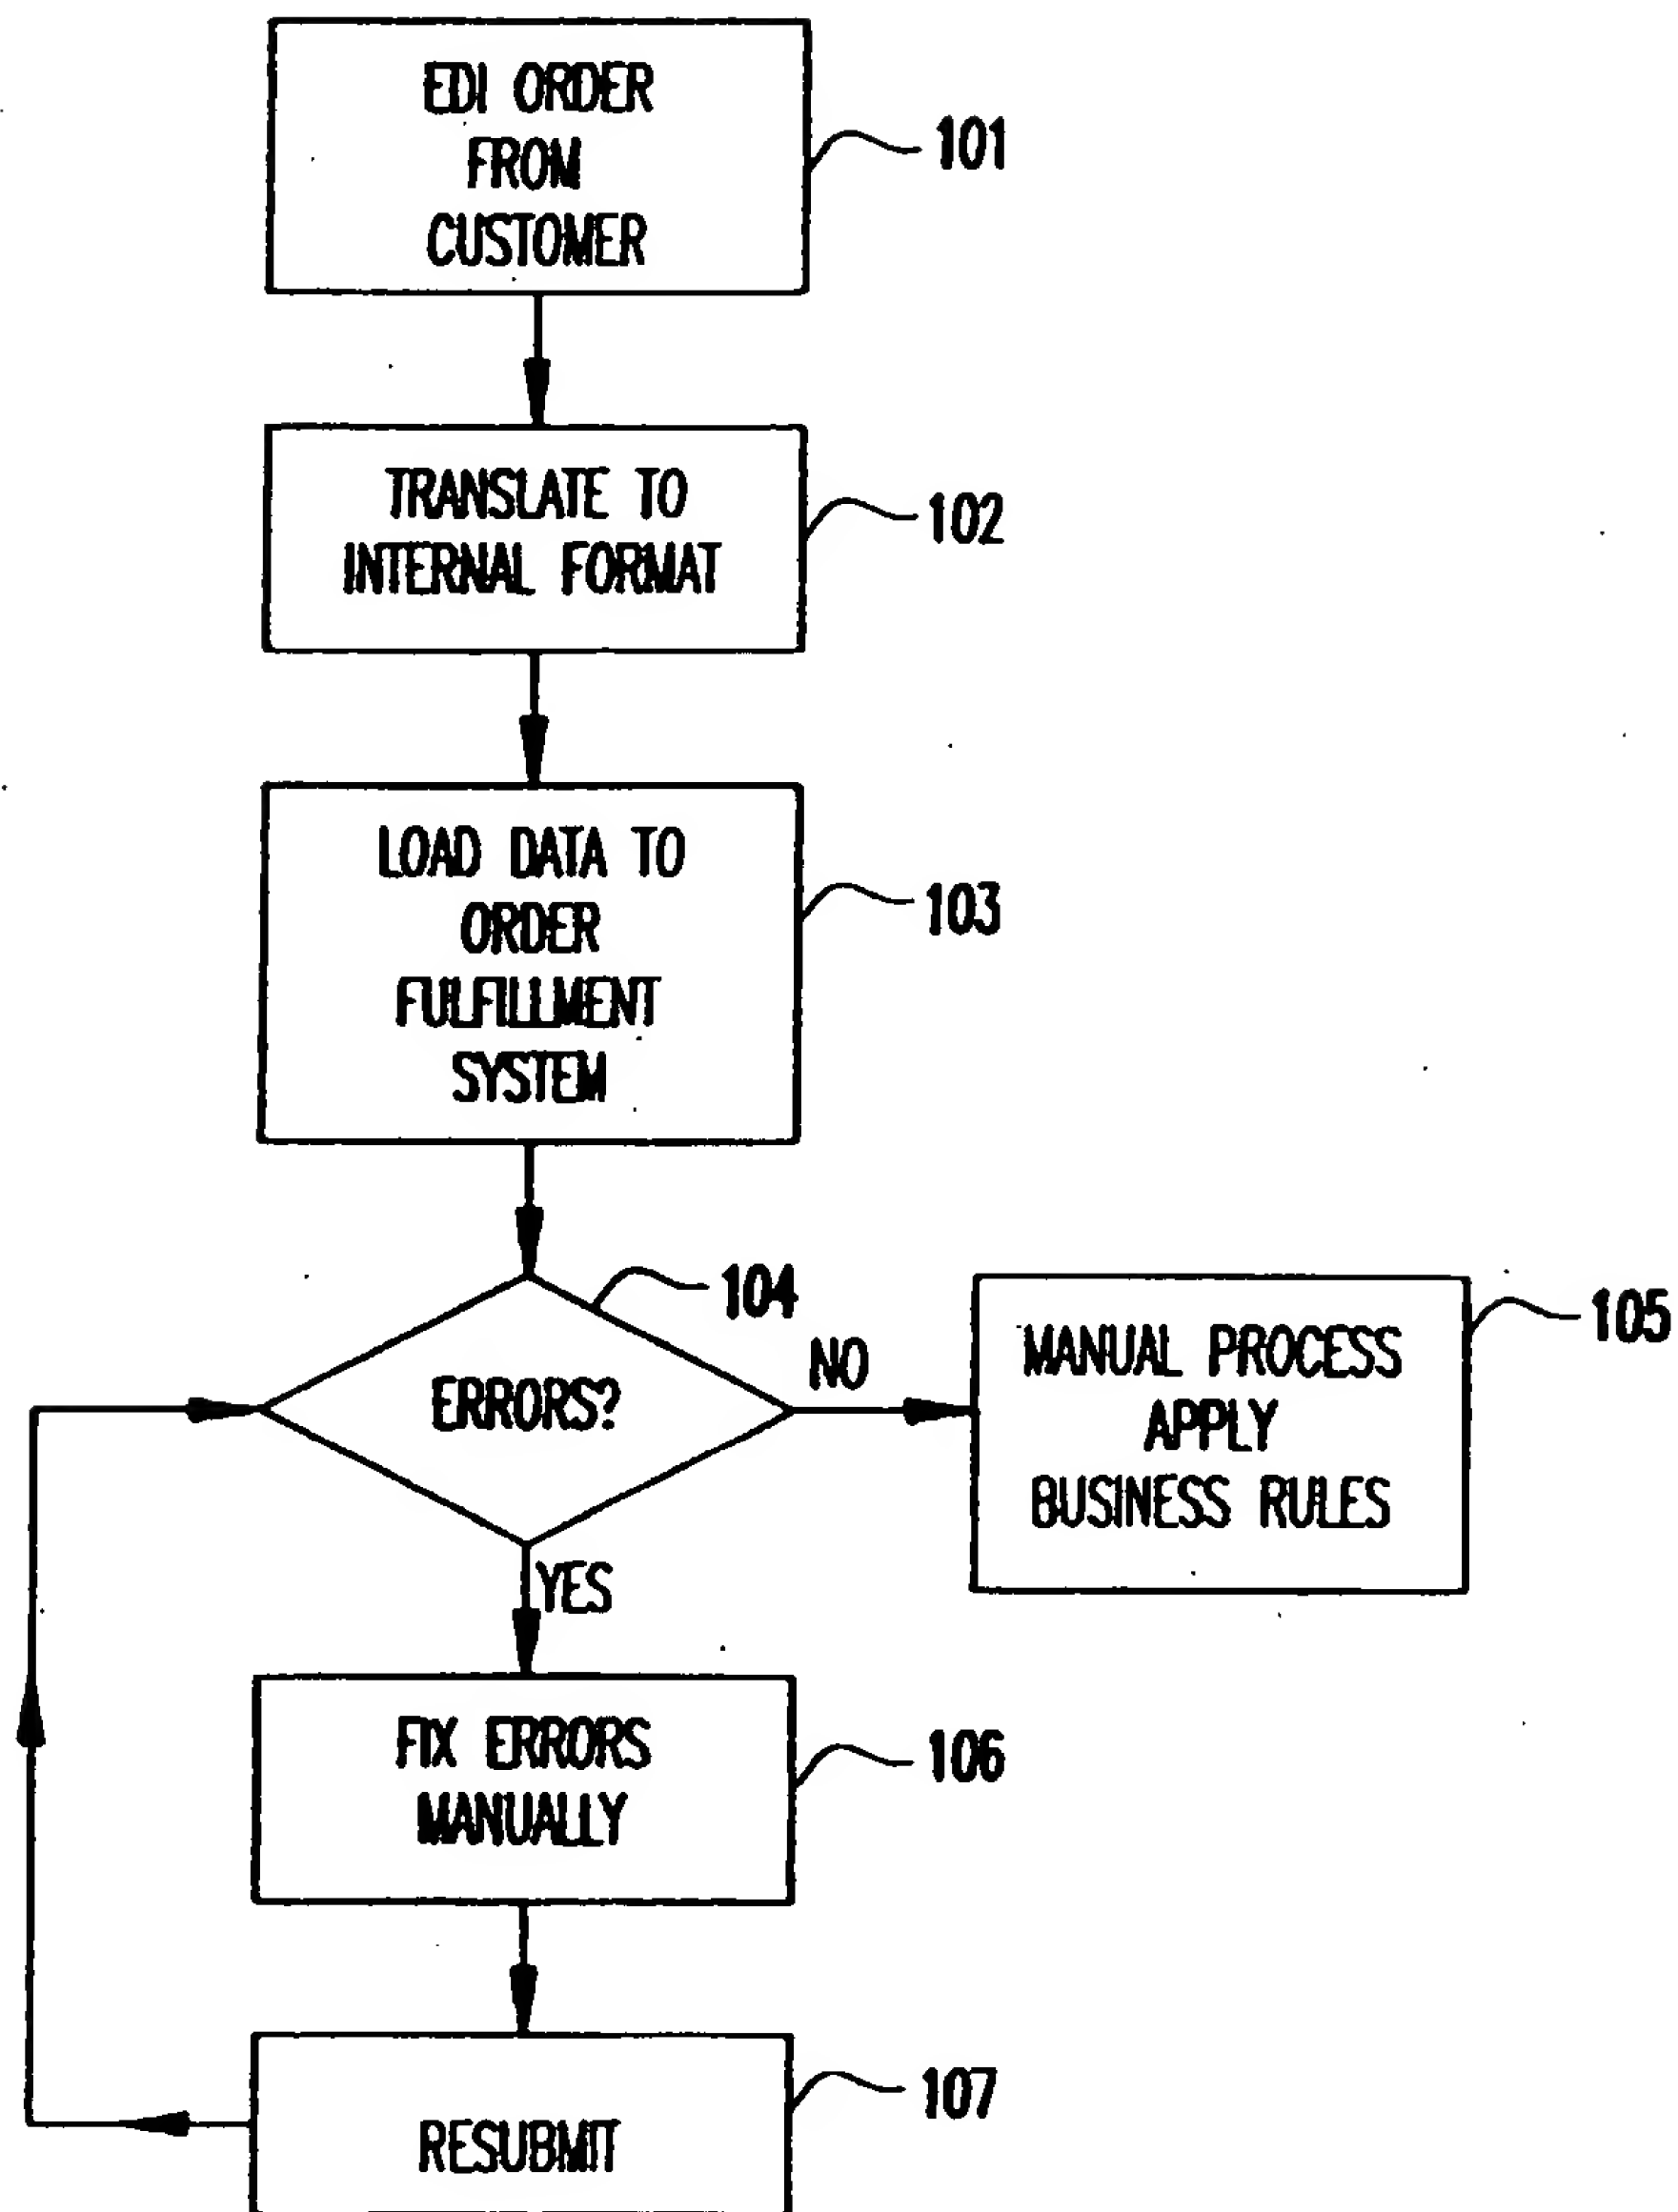 EDI ORDER
FROM
CUSTOMER
101
TRANSLATE TO
INTERNAL FORMAT
102
LOAD DATA TO
ORDER
FULFILLMENT
SYSTEM
103
104
ERRORS?
NO
MANUAL PROCESS
APPLY
BUSINESS RULES
105
YES
FIX ERRORS
MANUALLY
106
RESUBMIT
107